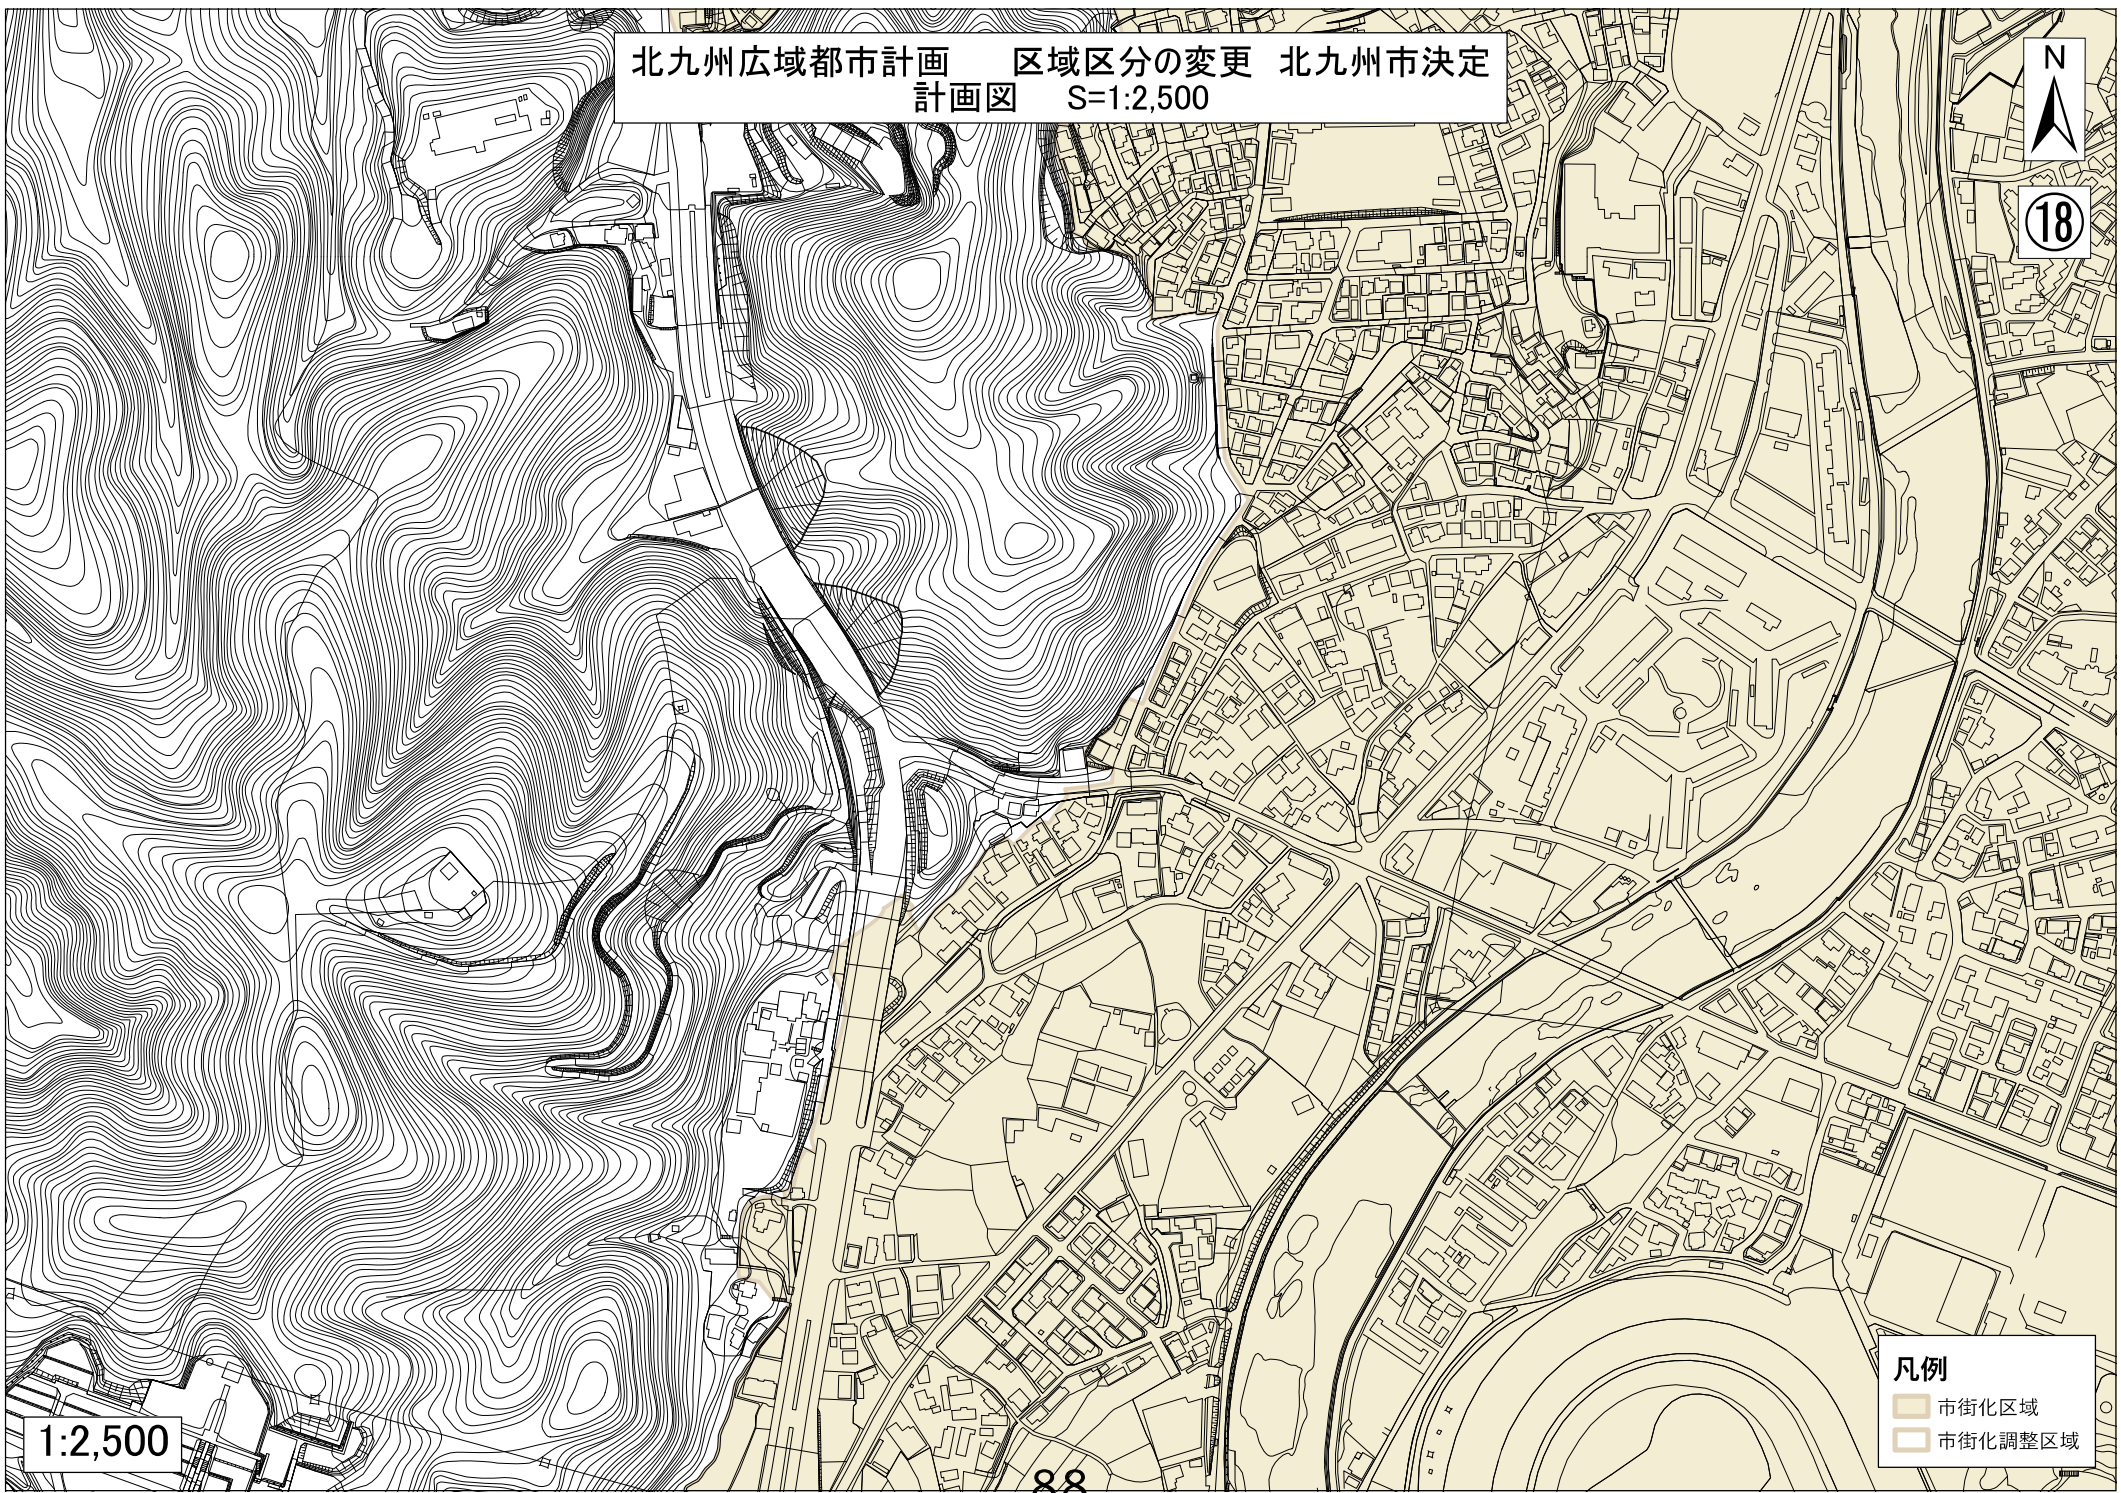 北九州広域都市計画　　区域区分の変更　北九州市決定
計画図　S=1:2,500
N
⑱
凡例
市街化区域
市街化調整区域
1:2,500
88